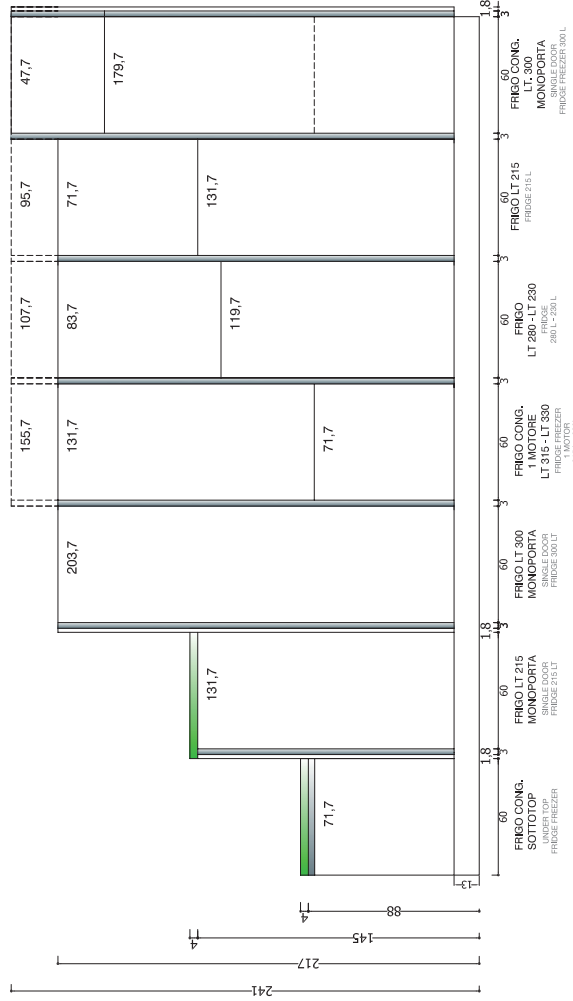 155,7 107,7 95,7 47,7
203,7 131,7 83,7 71,7 179,7
131,7 119,7 131,7
71,7 71,7
241
217
145
4
88
4
13
60 1,8 3 60 1,8 3 60 3 60 3 60 3 60 3 60 3 1,8
FRIGO CONG.
SOTTOTOP
UNDER TOP
FRIDGE FREEZER
FRIGO LT 215
MONOPORTA
SINGLE DOOR
FRIDGE 215 LT
FRIGO LT 300
MONOPORTA
SINGLE DOOR
FRIDGE 300 LT
FRIGO CONG.
1 MOTORE
LT 315 - LT 330
FRIDGE FREEZER
1 MOTOR
FRIGO
LT 280 - LT 230
FRIDGE
280 L - 230 L
FRIGO LT 215
FRIDGE 215 L
FRIGO CONG.
LT. 300
MONOPORTA
SINGLE DOOR
FRIDGE FREEZER 300 L